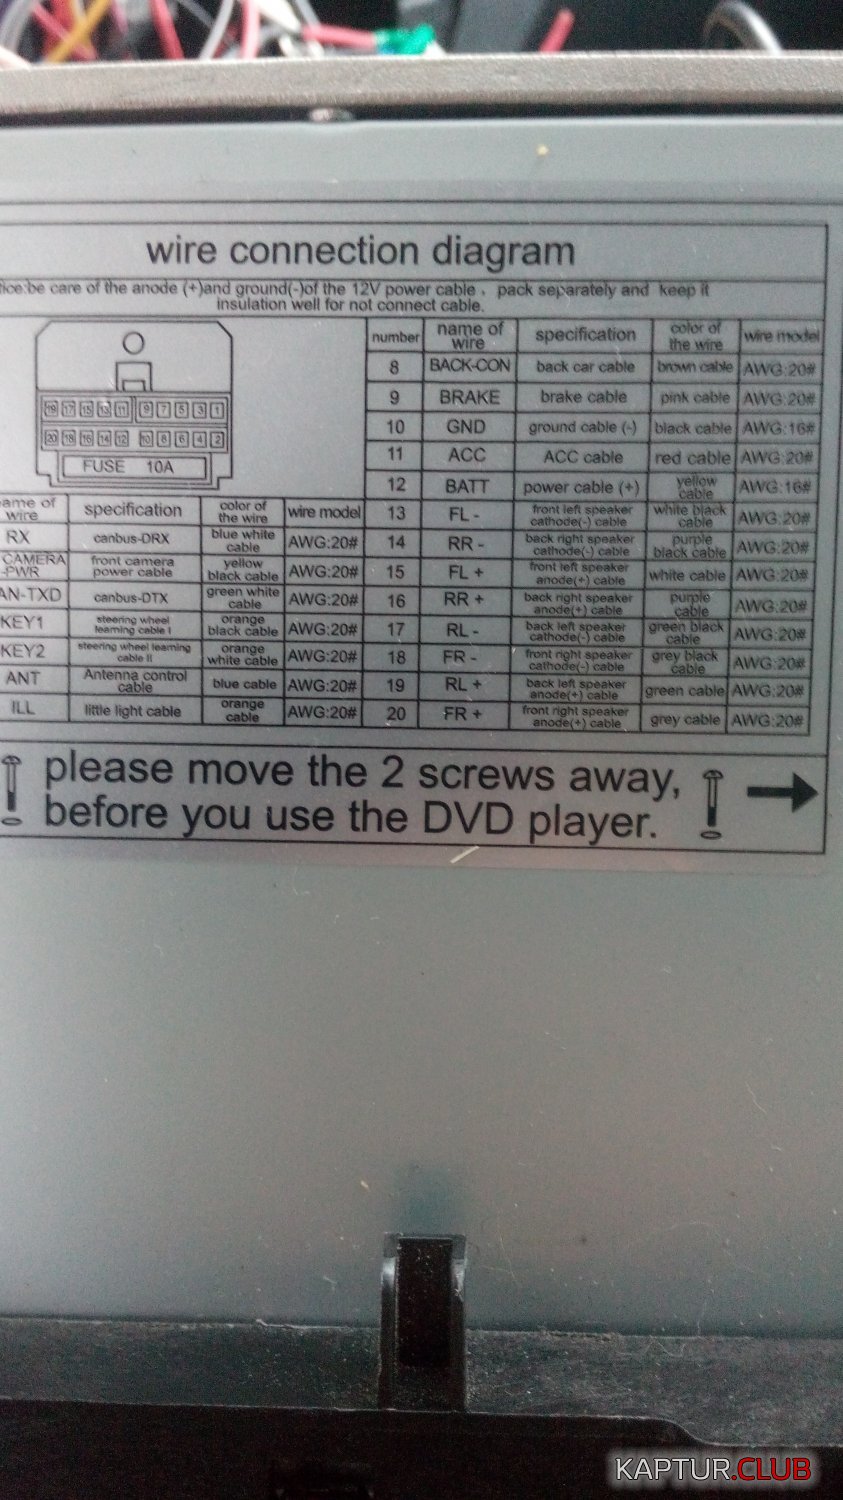 wire connection diagram
be care of the anode (+)and ground(-)of the 12V power cable , pack separately and keep it
insulation well for not connect cable.
19 17 15 13 11 9 7 5 3 1
20 18 16 14 12 10 8 6 4 2
FUSE 10A
number name of wire specification color of the wire wire model
8 BACK-CON back car cable brown cable AWG:20#
9 BRAKE brake cable pink cable AWG:20#
10 GND ground cable (-) black cable AWG:16#
11 ACC ACC cable red cable AWG:20#
12 BATT power cable (+) yellow cable AWG:16#
13 FL - front left speaker cathode(-) cable white black cable AWG:20#
14 RR - back right speaker cathode(-) cable purple black cable AWG:20#
15 FL + front left speaker anode(+) cable white cable AWG:20#
16 RR + back right speaker anode(+) cable purple cable AWG:20#
17 RL - back left speaker cathode(-) cable green black cable AWG:20#
18 FR - front right speaker cathode(-) cable grey black cable AWG:20#
19 RL + back left speaker anode(+) cable green cable AWG:20#
20 FR + front right speaker anode(+) cable grey cable AWG:20#
name of wire specification color of the wire wire model
RX canbus-DRX blue white cable AWG:20#
CAMERA -PWR front camera power cable yellow black cable AWG:20#
AN-TXD canbus-DTX green white cable AWG:20#
KEY1 steering wheel learning cable I orange black cable AWG:20#
KEY2 steering wheel learning cable II orange white cable AWG:20#
ANT Antenna control cable blue cable AWG:20#
ILL little light cable orange cable AWG:20#
please move the 2 screws away,
before you use the DVD player.
KAPTUR.CLUB